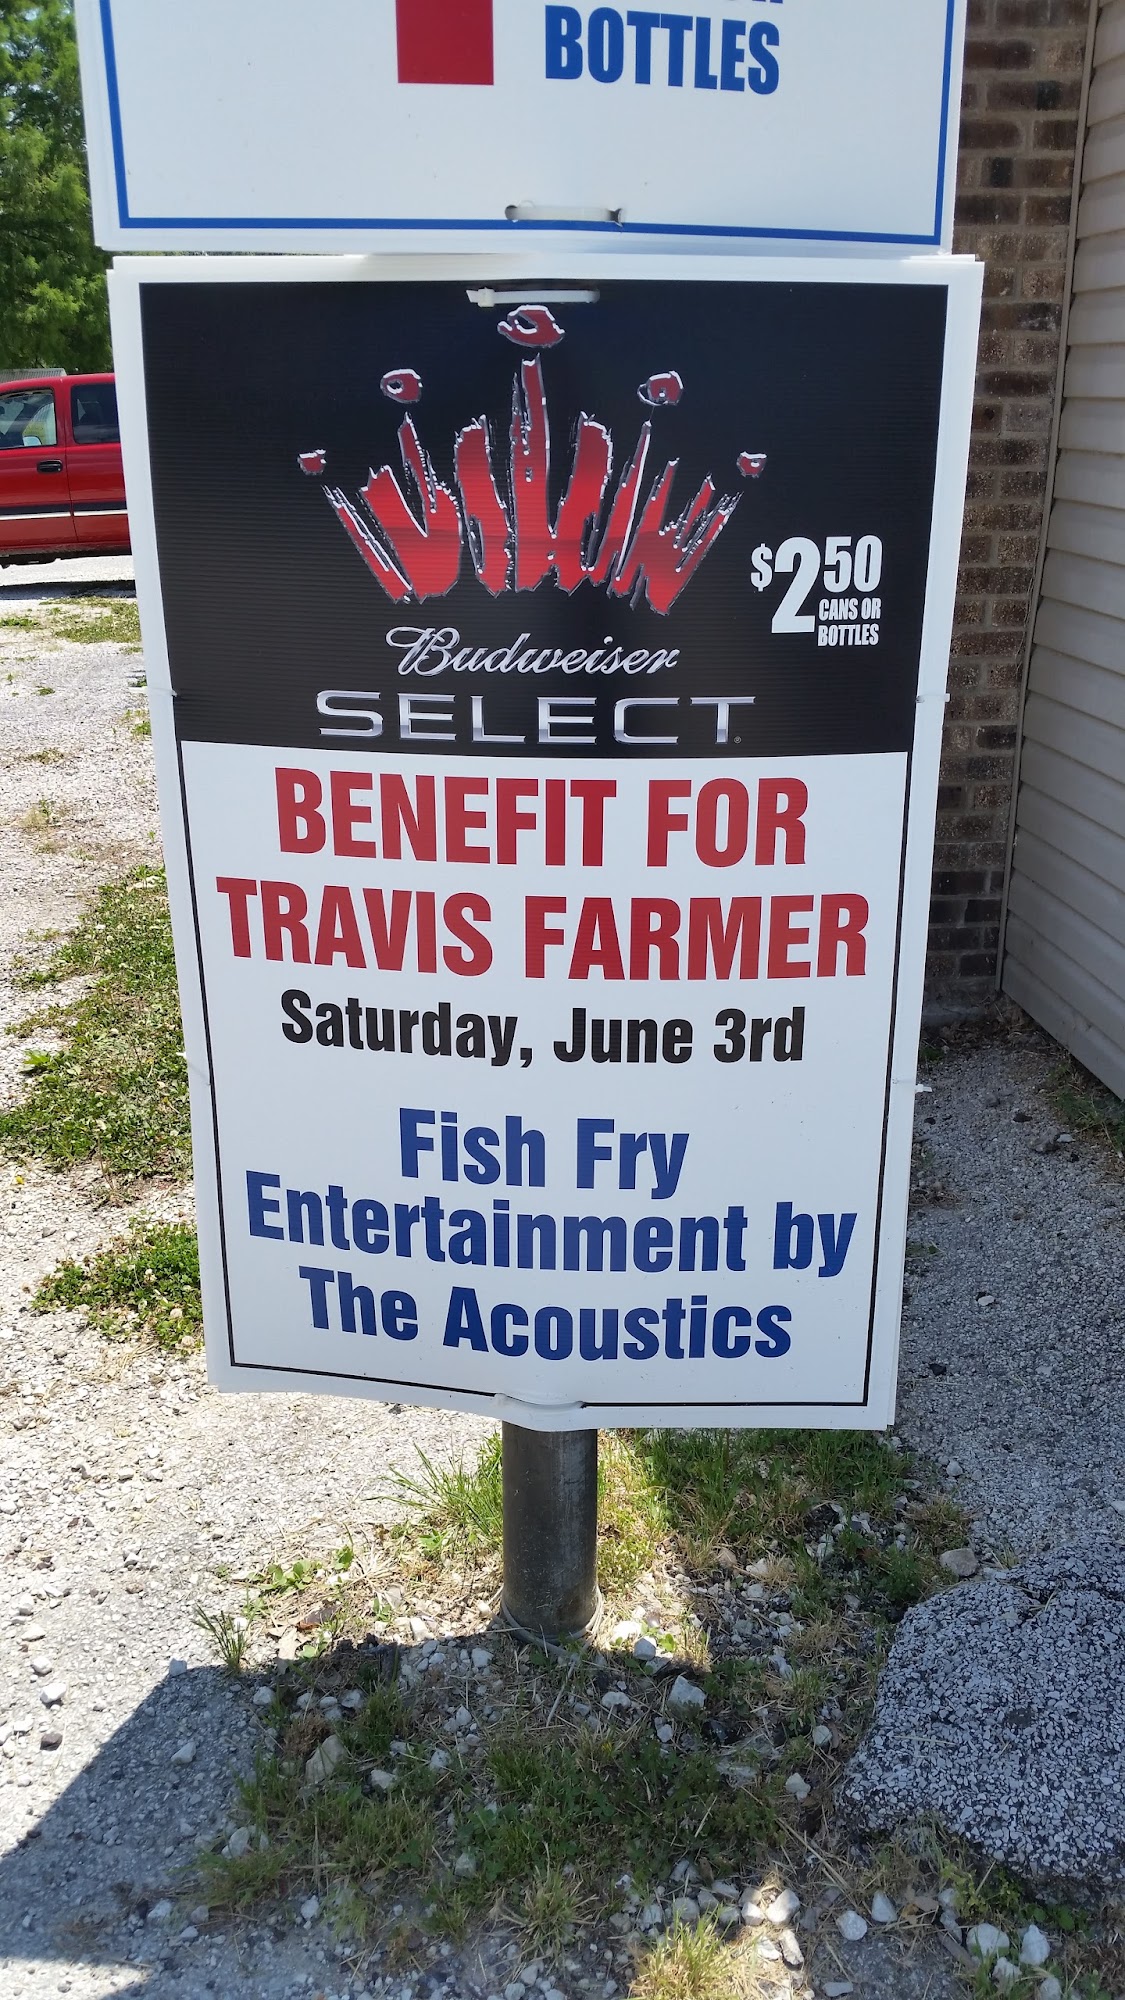 BOTTLES
$2.50
CANS OR
BOTTLES
Budweiser
SELECT®
BENEFIT FOR
TRAVIS FARMER
Saturday, June 3rd
Fish Fry
Entertainment by
The Acoustics